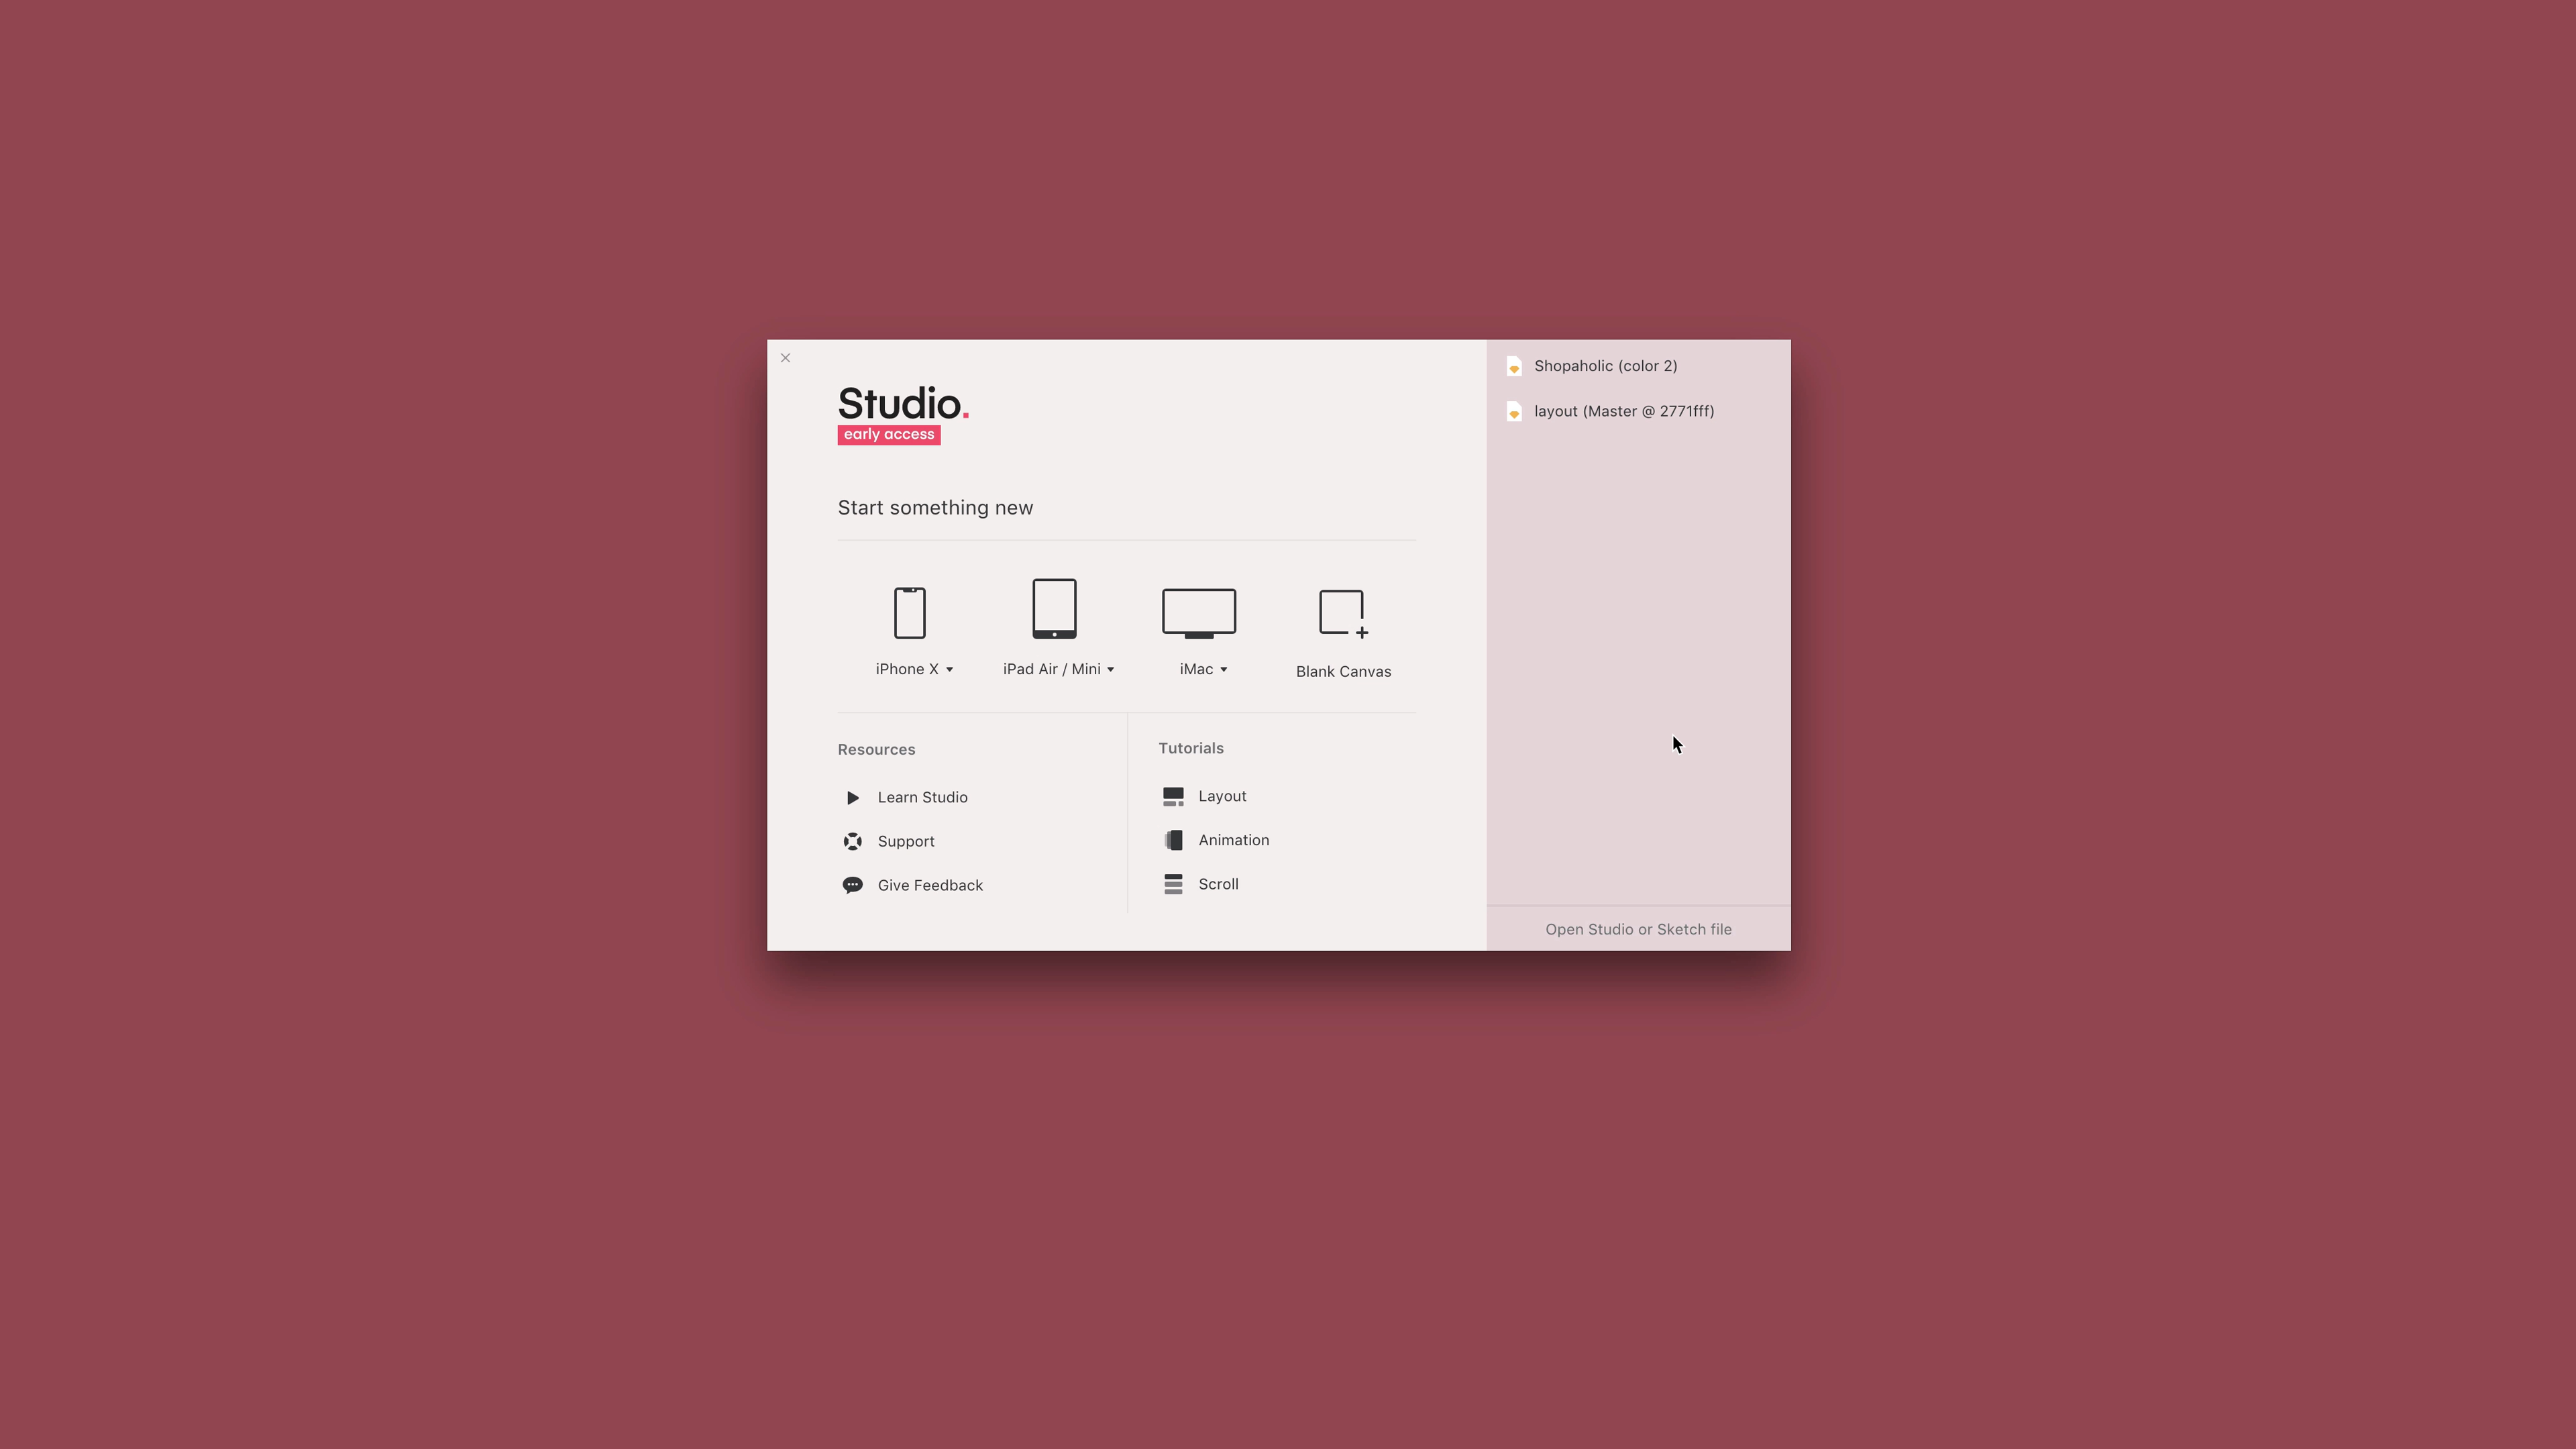 Studio.
early access
Start something new
iPhone X
iPad Air / Mini
iMac
Blank Canvas
Resources
Learn Studio
Support
Give Feedback
Tutorials
Layout
Animation
Scroll
Shopaholic (color 2)
layout (Master @ 2771fff)
Open Studio or Sketch file